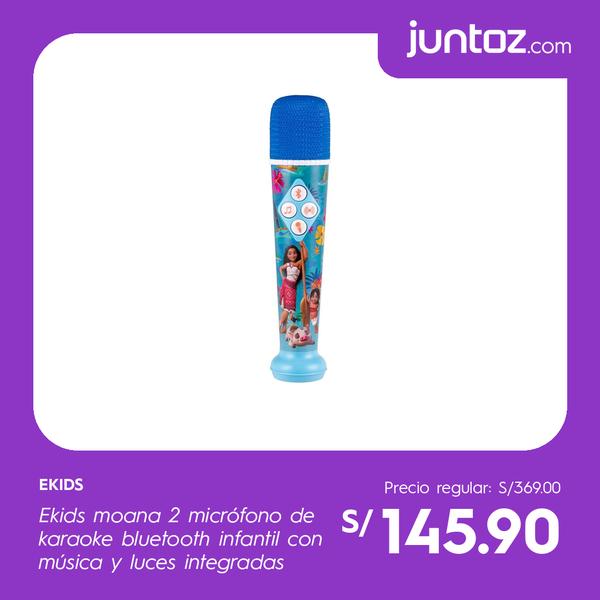 juntoz.com
EKIDS
Ekids moana 2 micrófono de
karaoke bluetooth infantil con
música y luces integradas
Precio regular: S/369.00
S/145.90